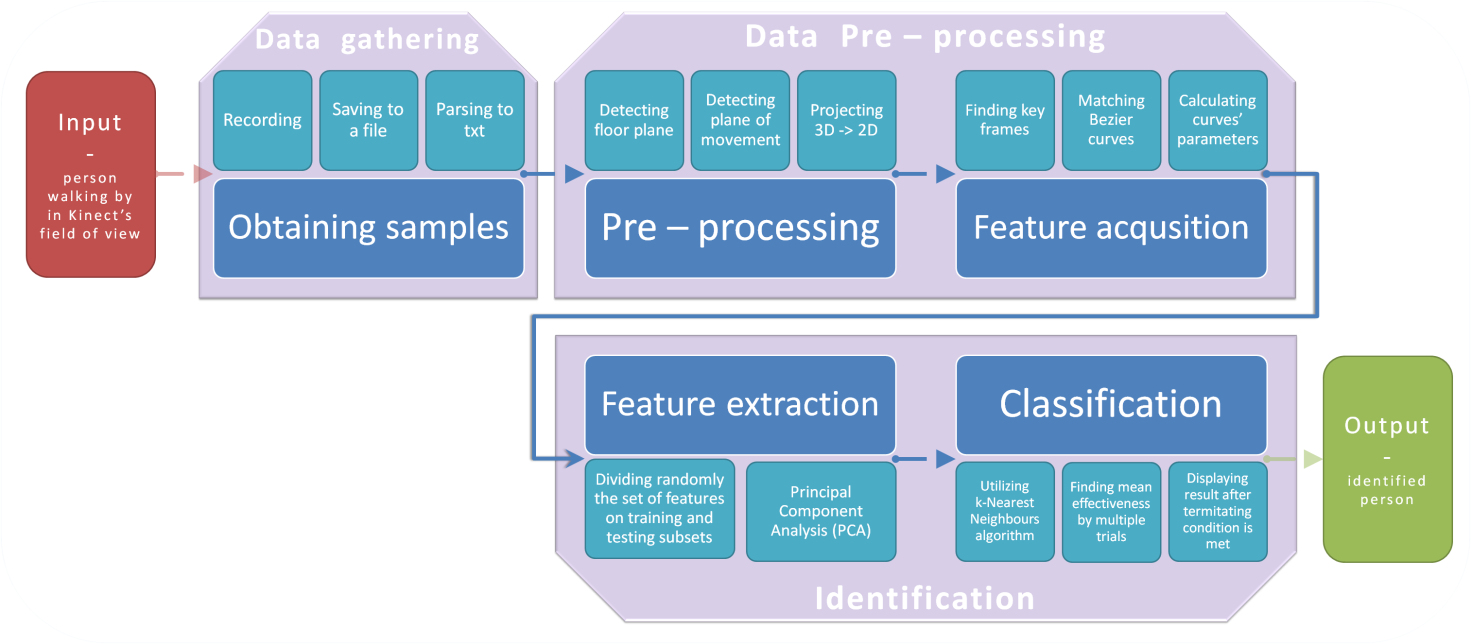 Data gathering
Data Pre – processing
Input
-
person
walking by
in Kinect's
field of view
Recording
Saving to
a file
Parsing to
txt
Obtaining samples
Detecting
floor plane
Detecting
plane of
movement
Projecting
3D -> 2D
Pre – processing
Finding key
frames
Matching
Bezier
curves
Calculating
curves'
parameters
Feature acqusition
Feature extraction
Dividing randomly
the set of features
on training and
testing subsets
Principal
Component
Analysis (PCA)
Classification
Utilizing
k-Nearest
Neighbours
algorithm
Finding mean
effectiveness
by multiple
trials
Displaying
result after
termitating
condition is
met
Identification
Output
-
identified
person